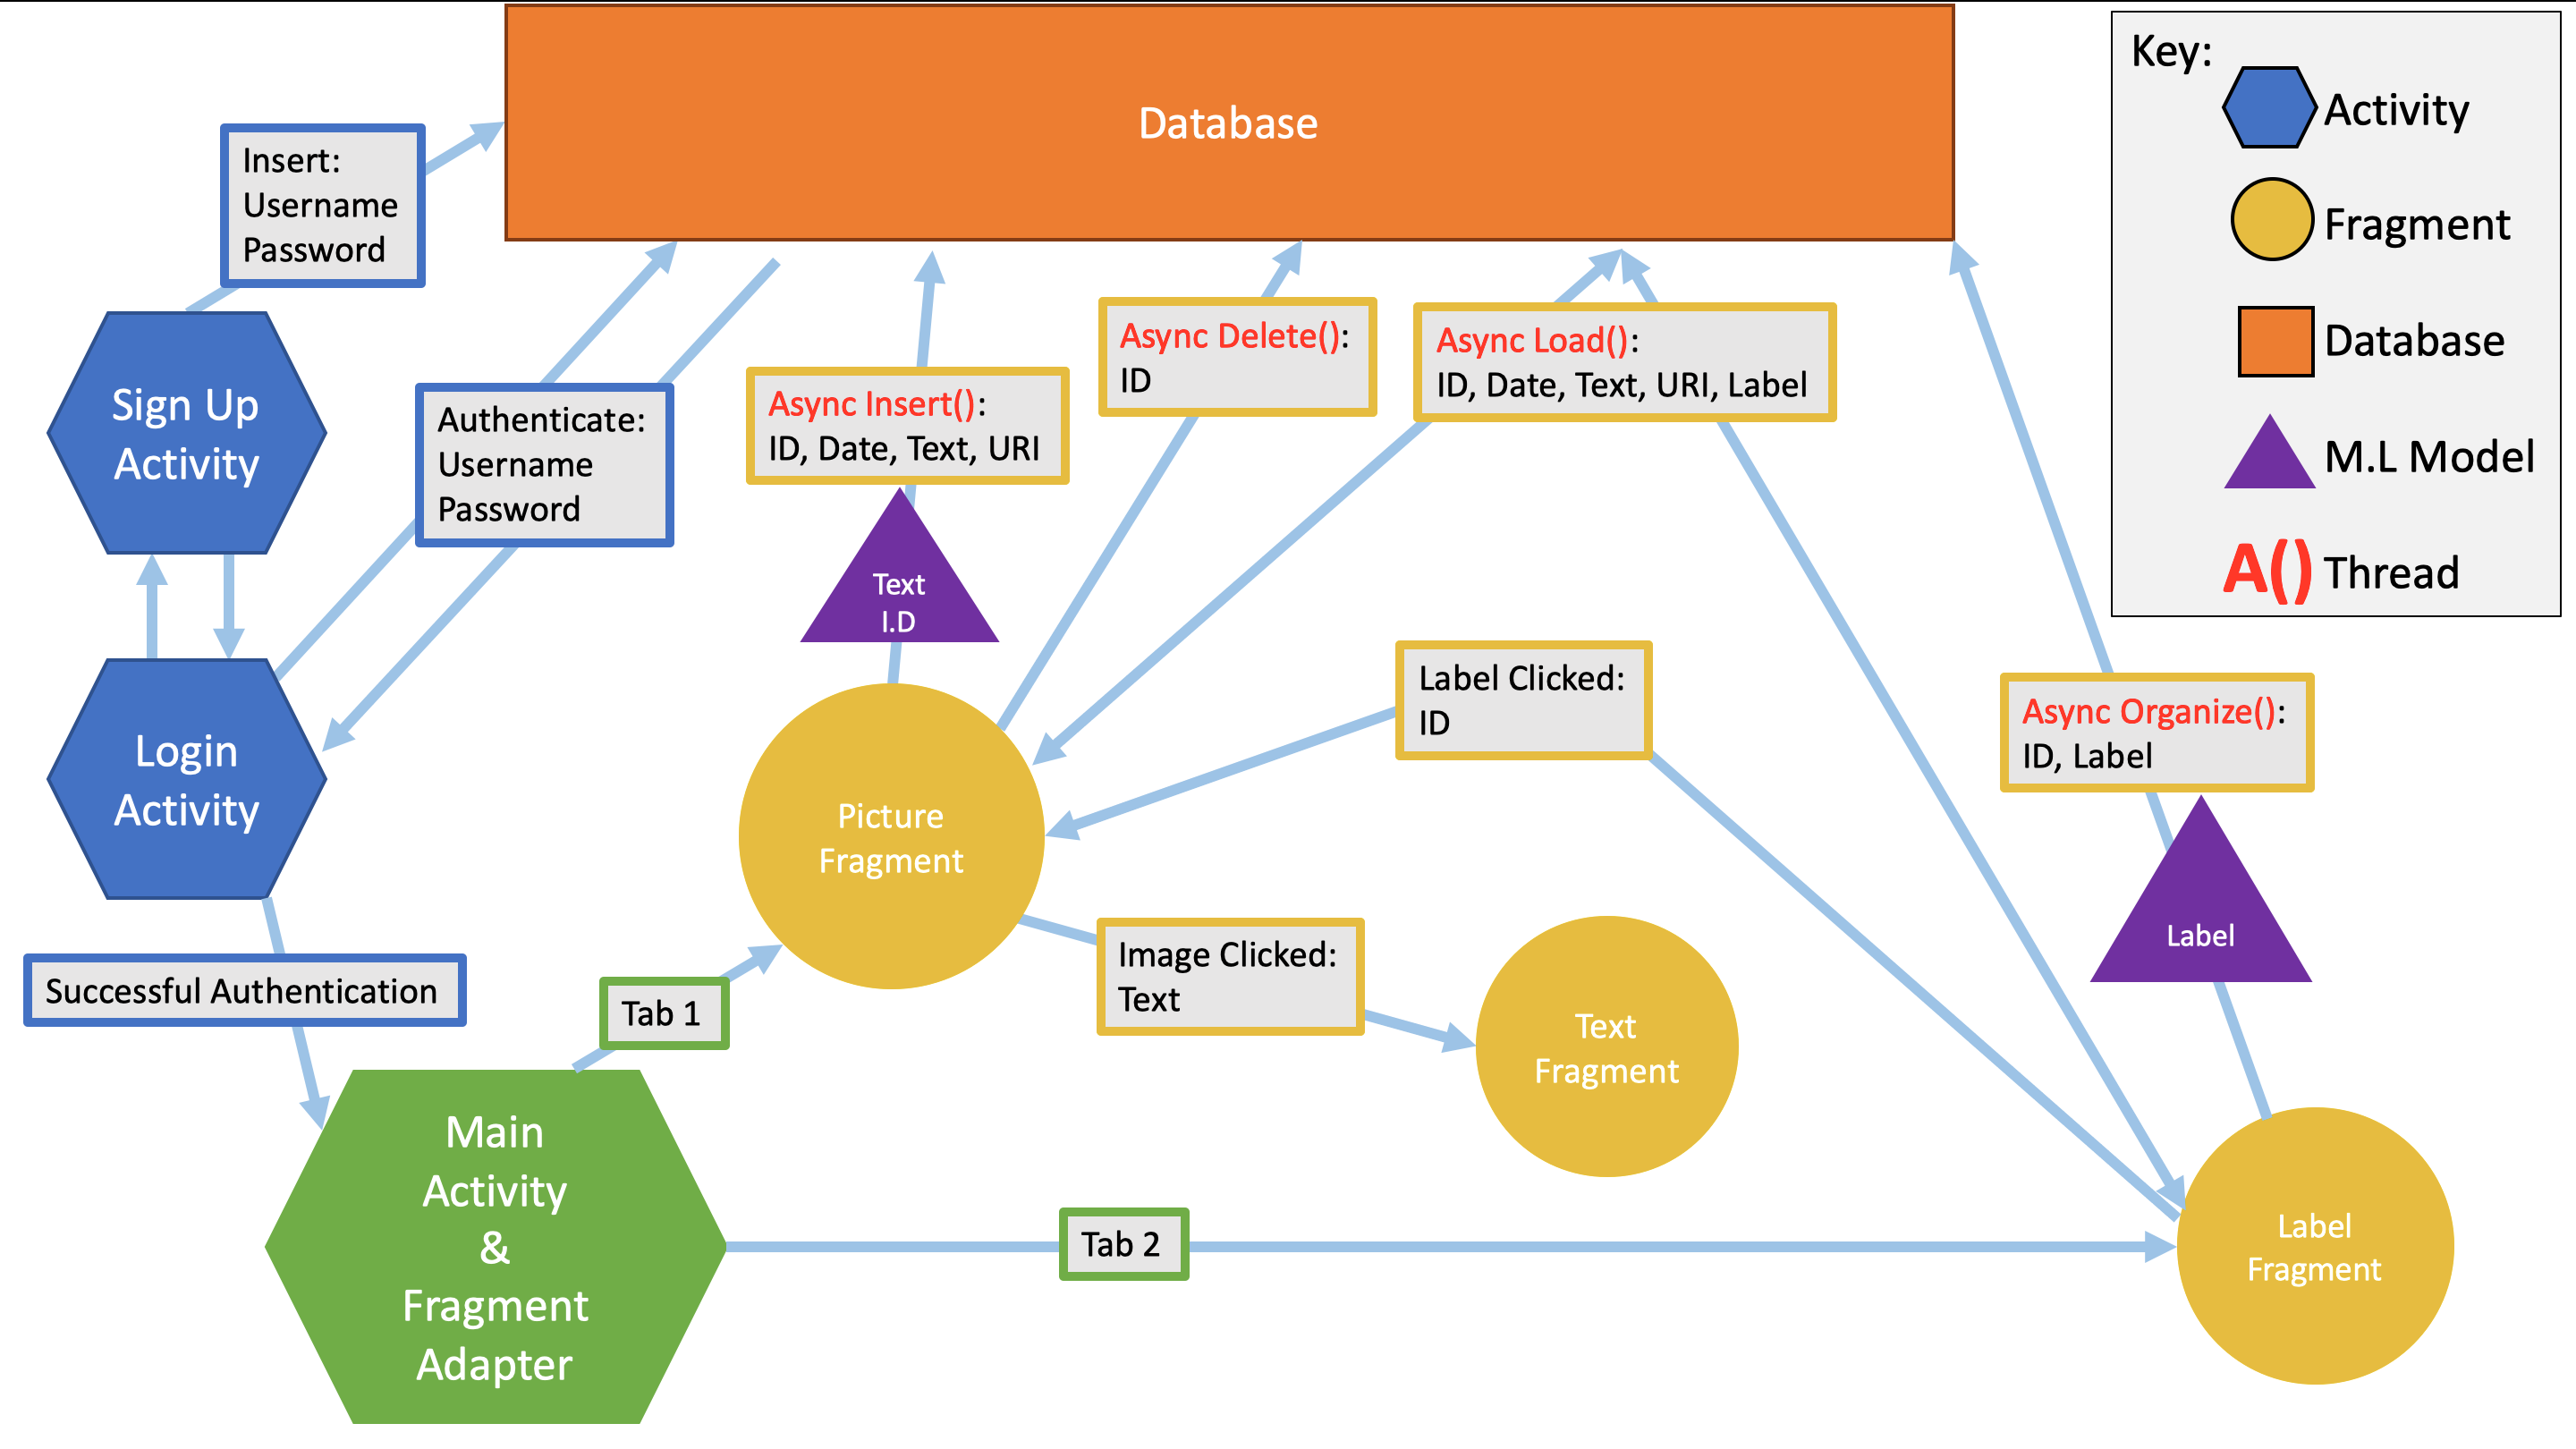 Database
Key:
Activity
Fragment
Database
M.L Model
A() Thread
Insert:
Username
Password
Sign Up
Activity
Authenticate:
Username
Password
Async Insert():
ID, Date, Text, URI
Async Delete():
ID
Async Load():
ID, Date, Text, URI, Label
Text
I.D
Label Clicked:
ID
Async Organize():
ID, Label
Login
Activity
Picture
Fragment
Label
Image Clicked:
Text
Successful Authentication
Tab 1
Text
Fragment
Main
Activity
&
Fragment
Adapter
Tab 2
Label
Fragment